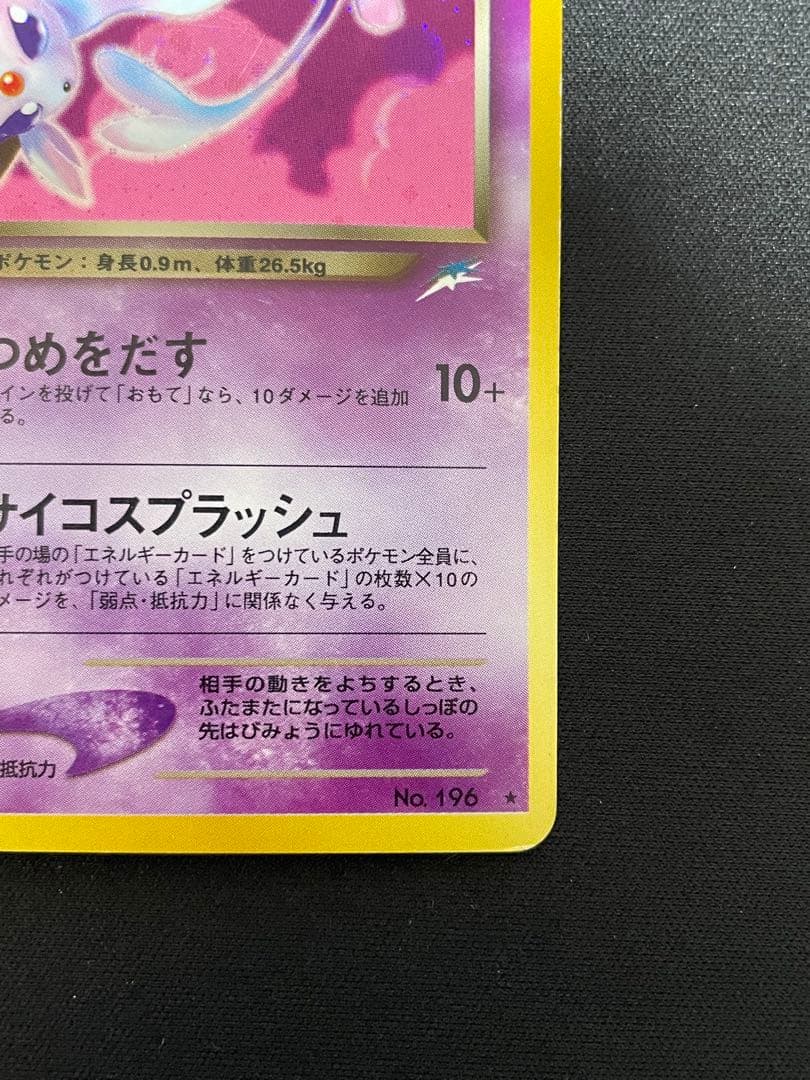 ポケモン：身長0.9m、体重26.5kg
つめをだす
10+
インを投げて「おもて」なら、10ダメージを追加
る。
サイコスプラッシュ
手の場の「エネルギーカード」をつけているポケモン全員に、
れぞれがつけている「エネルギーカード」の枚数×10の
メージを、「弱点・抵抗力」に関係なく与える。
相手の動きをよちするとき、
ふたまたになっているしっぽの
先はびみょうにゆれている。
抵抗力
No. 196 ★